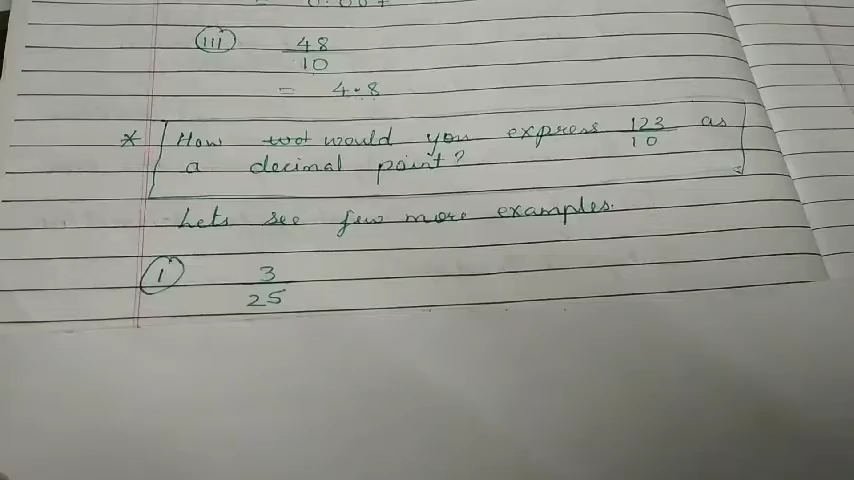 (iii) 48
10
= 4.8
* How would you express 123 as
10
a decimal point?
Lets see few more examples.
(i) 3
25